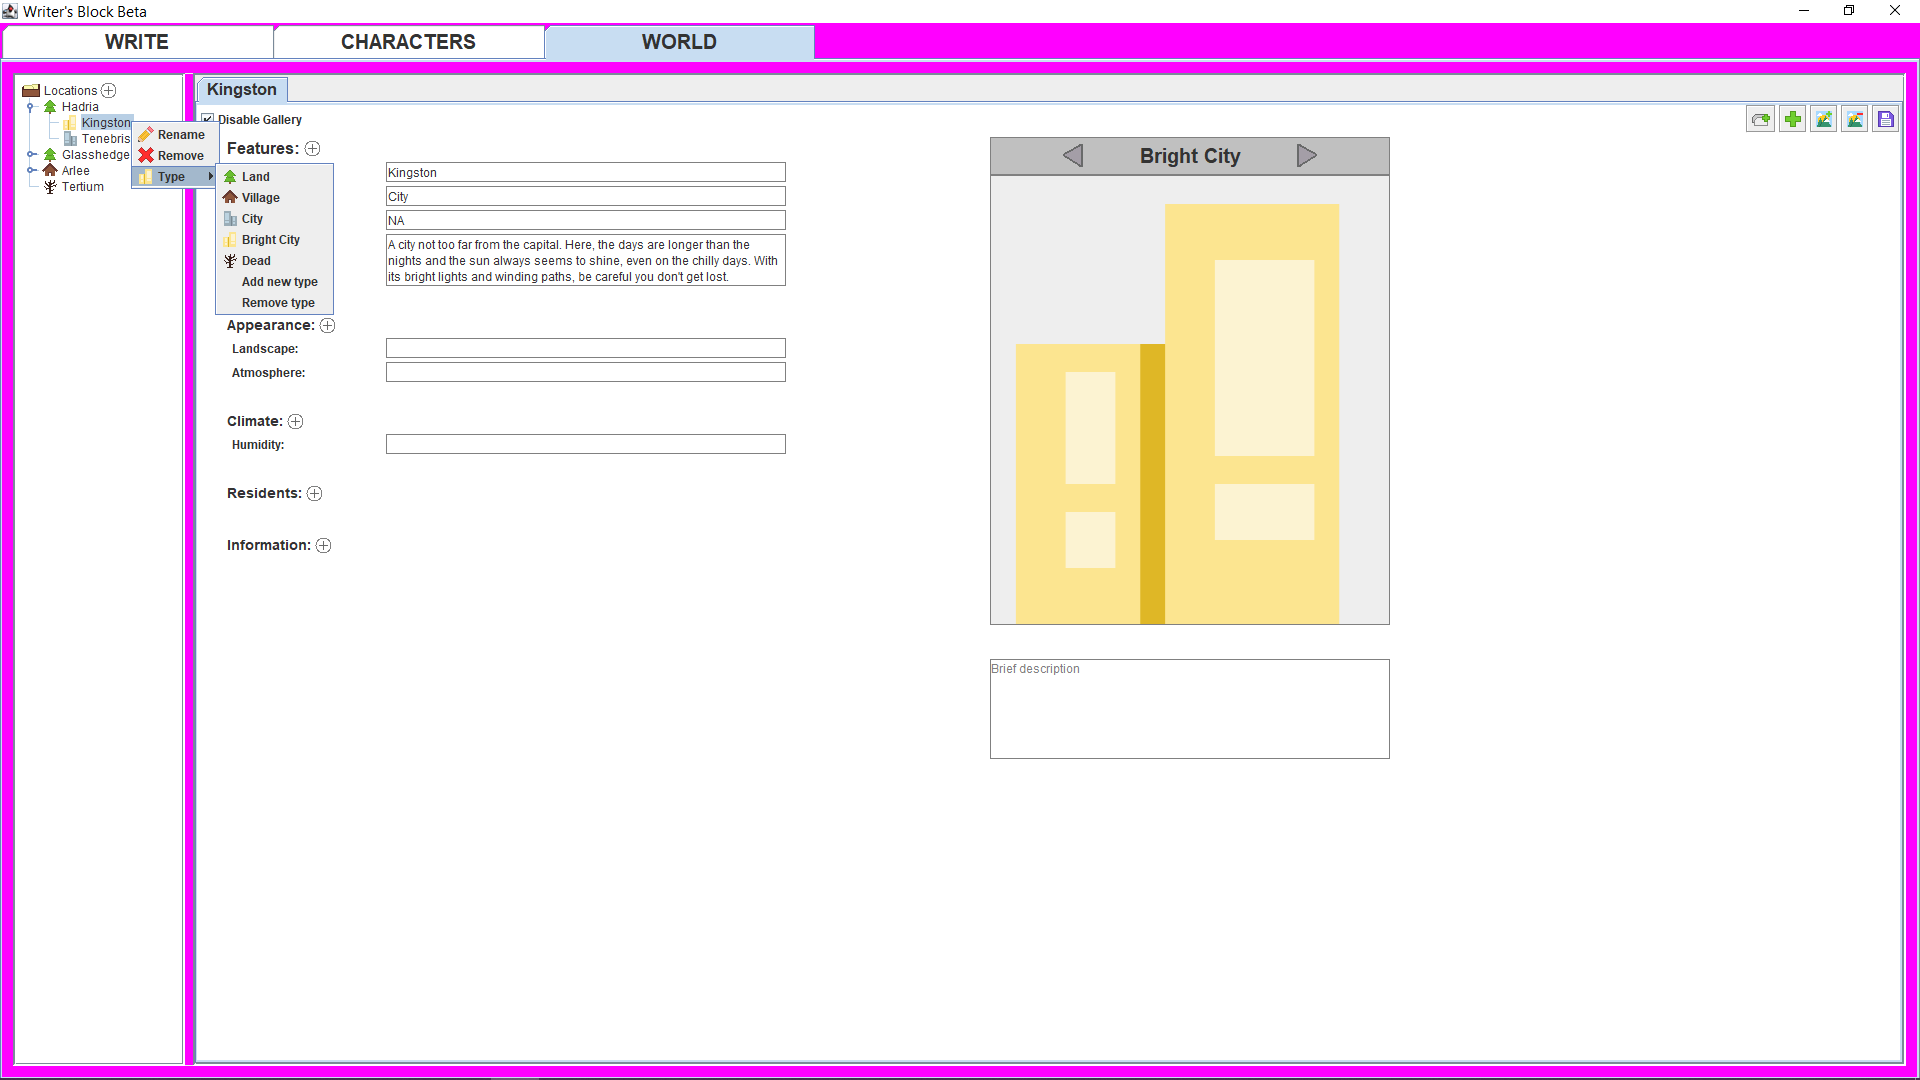 Writer's Block Beta
WRITE
CHARACTERS
WORLD
Locations
Hadria
Kingston
Tenebris
Glasshedge
Arlee
Tertium
Rename
Remove
Type
Land
Village
City
Bright City
Dead
Add new type
Remove type
Kingston
Disable Gallery
Features:
Kingston
City
NA
A city not too far from the capital. Here, the days are longer than the
nights and the sun always seems to shine, even on the chilly days. With
its bright lights and winding paths, be careful you don't get lost.
Appearance:
Landscape:
Atmosphere:
Climate:
Humidity:
Residents:
Information:
Bright City
Brief description